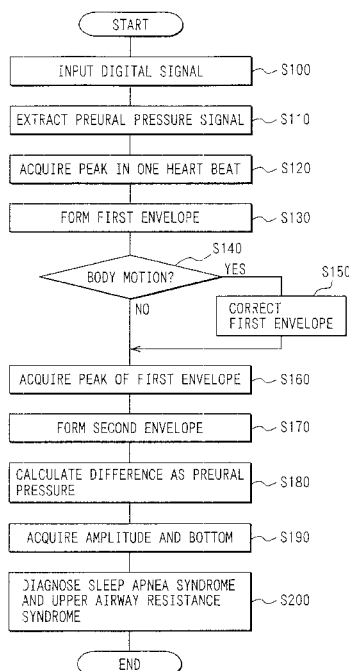 START
INPUT DIGITAL SIGNAL
S100
EXTRACT PREURAL PRESSURE SIGNAL
S110
ACQUIRE PEAK IN ONE HEART BEAT
S120
FORM FIRST ENVELOPE
S130
S140
BODY MOTION?
YES
S150
NO
CORRECT
FIRST ENVELOPE
ACQUIRE PEAK OF FIRST ENVELOPE
S160
FORM SECOND ENVELOPE
S170
CALCULATE DIFFERENCE AS PREURAL
PRESSURE
S180
ACQUIRE AMPLITUDE AND BOTTOM
S190
DIAGNOSE SLEEP APNEA SYNDROME
AND UPPER AIRWAY RESISTANCE
SYNDROME
S200
END